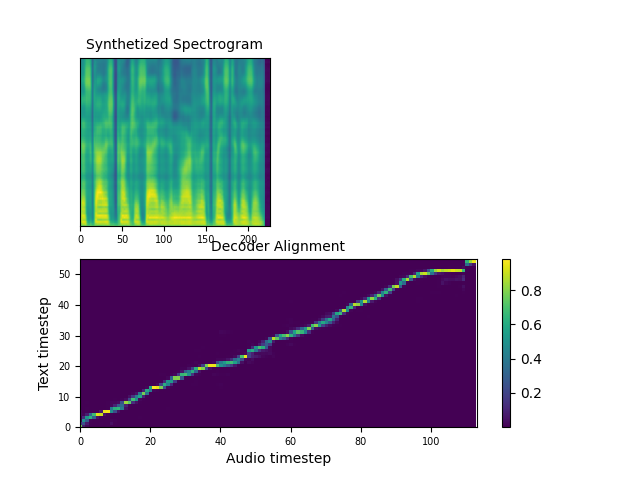 Synthetized Spectrogram
0 50 100 150 200
Decoder Alignment
50
40
30
20
10
0
Text timestep
0 20 40 60 80 100
Audio timestep
0.8
0.6
0.4
0.2